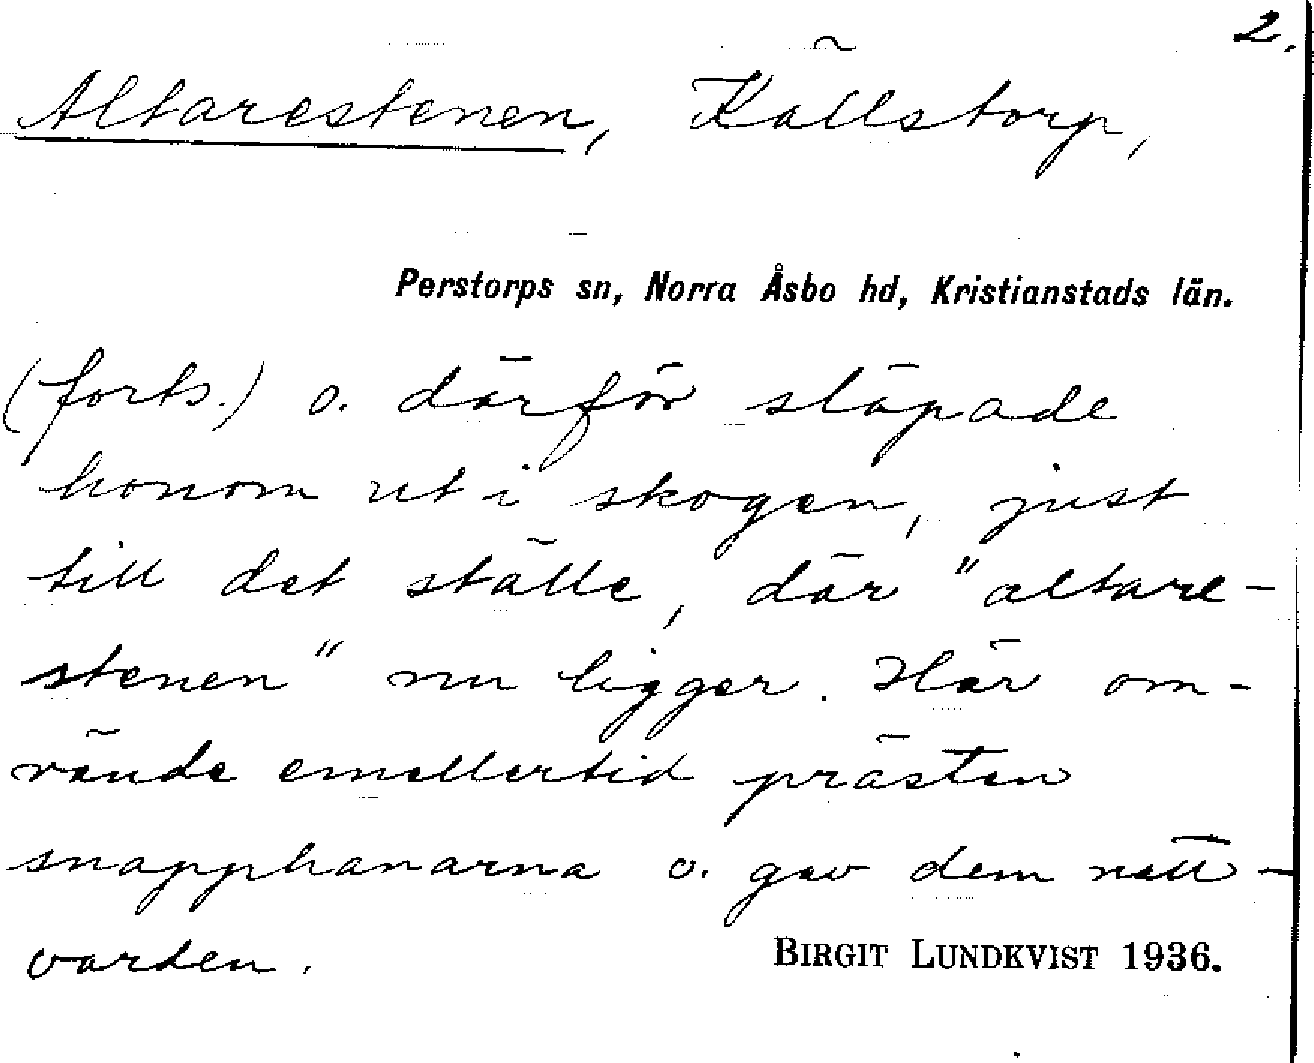 2.
Altarestenen, Källstorp,
Perstorps sn, Norra Åsbo hd, Kristianstads län.
(forts.) o. därför släpade
honom ut i skogen, just
till det ställe, där "altare-
stenen" nu ligger. Här om-
vände emellertid prästen
snapphanarna o. gav dem natt-
varden.
BIRGIT LUNDKVIST 1936.